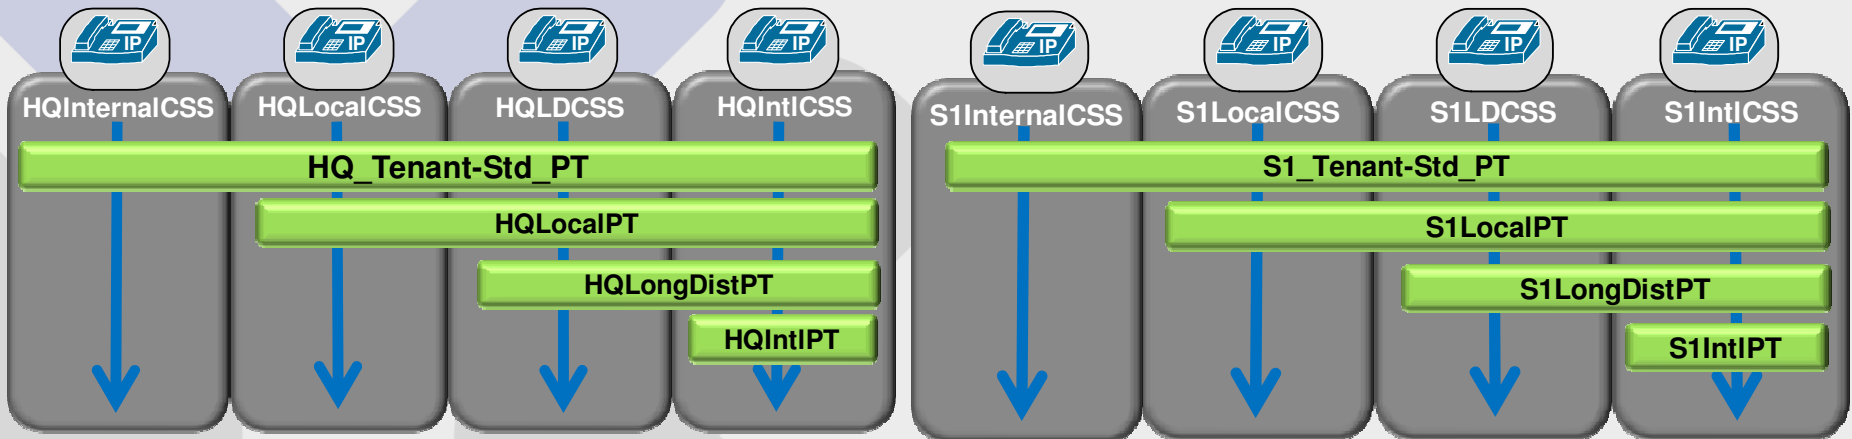 IP IP IP IP IP IP IP IP
HQInternalCSS HQLocalCSS HQLDCSS HQIntlCSS S1InternalCSS S1LocalCSS S1LDCSS S1IntlCSS
HQ_Tenant-Std_PT S1_Tenant-Std_PT
HQLocalPT S1LocalPT
HQLongDistPT S1LongDistPT
HQIntlPT S1IntlPT